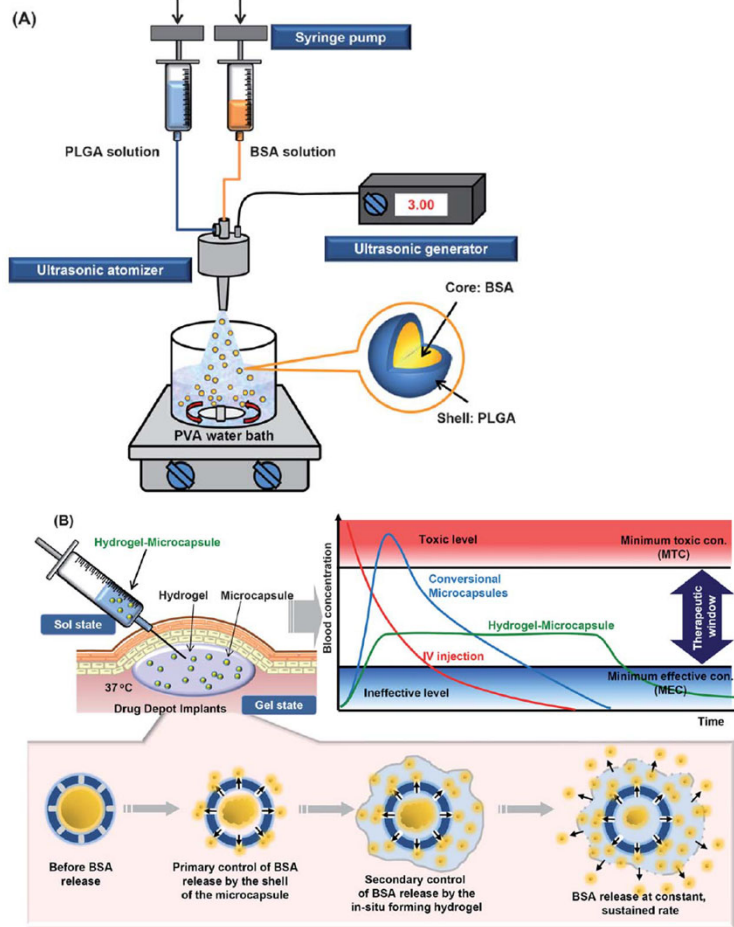 (A)
Syringe pump
PLGA solution
BSA solution
3.00
Ultrasonic generator
Ultrasonic atomizer
Core: BSA
Shell: PLGA
PVA water bath
(B)
Hydrogel-Microcapsule
Hydrogel
Microcapsule
Sol state
37 °C
Drug Depot Implants
Gel state
Blood concentration
Toxic level
Minimum toxic con.
(MTC)
Conversional
Microcapsules
Therapeutic
window
Hydrogel-Microcapsule
IV injection
Minimum effective con.
(MEC)
Ineffective level
Time
Before BSA
release
Primary control of BSA
release by the shell
of the microcapsule
Secondary control
of BSA release by the
in-situ forming hydrogel
BSA release at constant,
sustained rate